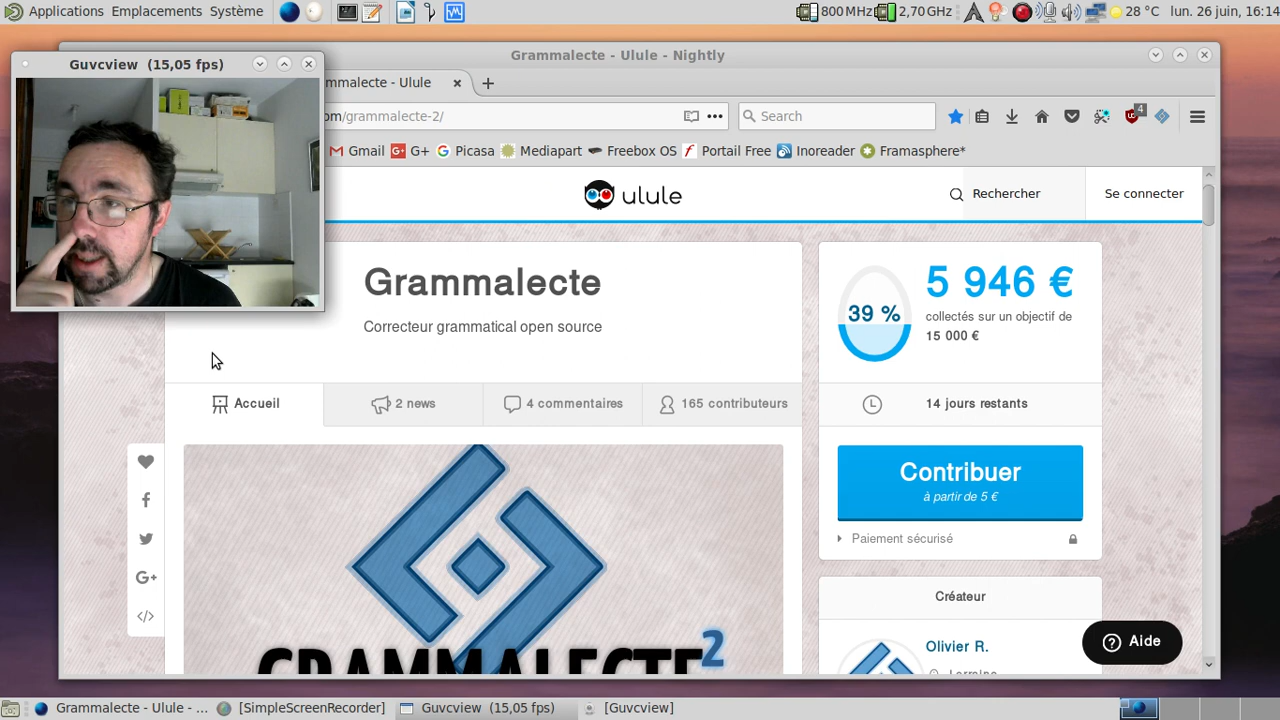 Applications Emplacements Système
800 MHz 2,70 GHz 28 °C lun. 26 juin, 16:14
Grammalecte - Ulule - Nightly
Guvcview (15,05 fps)
mmalecte - Ulule
om/grammalecte-2/
Search
4
Gmail G+ Picasa Mediapart Freebox OS Portail Free Inoreader Framasphere*
ulule
Rechercher
Se connecter
Grammalecte
Correcteur grammatical open source
39 %
5 946 €
collectés sur un objectif de
15 000 €
Accueil
2 news
4 commentaires
165 contributeurs
14 jours restants
Contribuer
à partir de 5 €
Paiement sécurisé
GRAMMALECTE2
Créateur
Olivier R.
Lorraine
Aide
Grammalecte - Ulule - ...
[SimpleScreenRecorder]
Guvcview (15,05 fps)
[Guvcview]